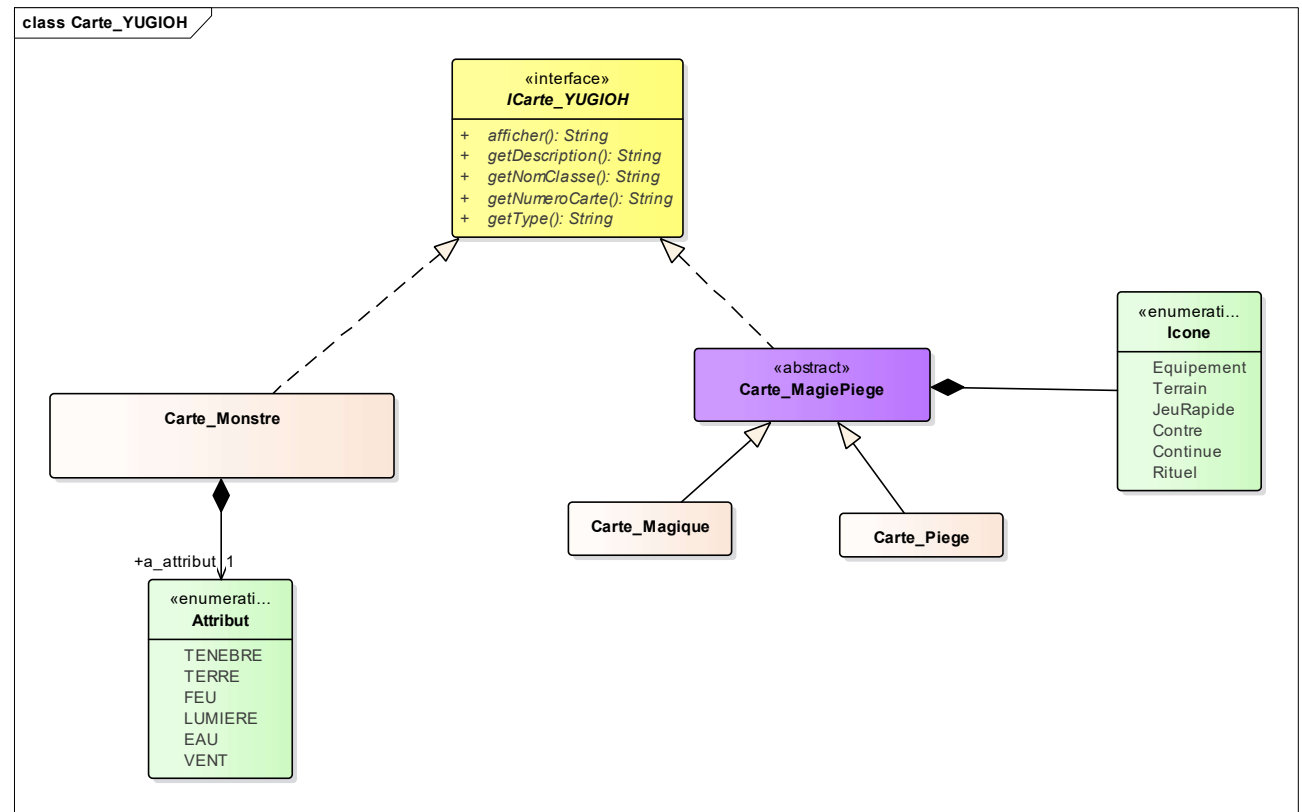 class Carte_YUGIOH
«interface»
ICarte_YUGIOH
+ afficher(): String
+ getDescription(): String
+ getNomClasse(): String
+ getNumeroCarte(): String
+ getType(): String
«enumerati...
Icone
Equipement
Terrain
JeuRapide
Contre
Continue
Rituel
«abstract»
Carte_MagiePiege
Carte_Monstre
Carte_Magique
Carte_Piege
+a_attribut 1
«enumerati...
Attribut
TENEBRE
TERRE
FEU
LUMIERE
EAU
VENT